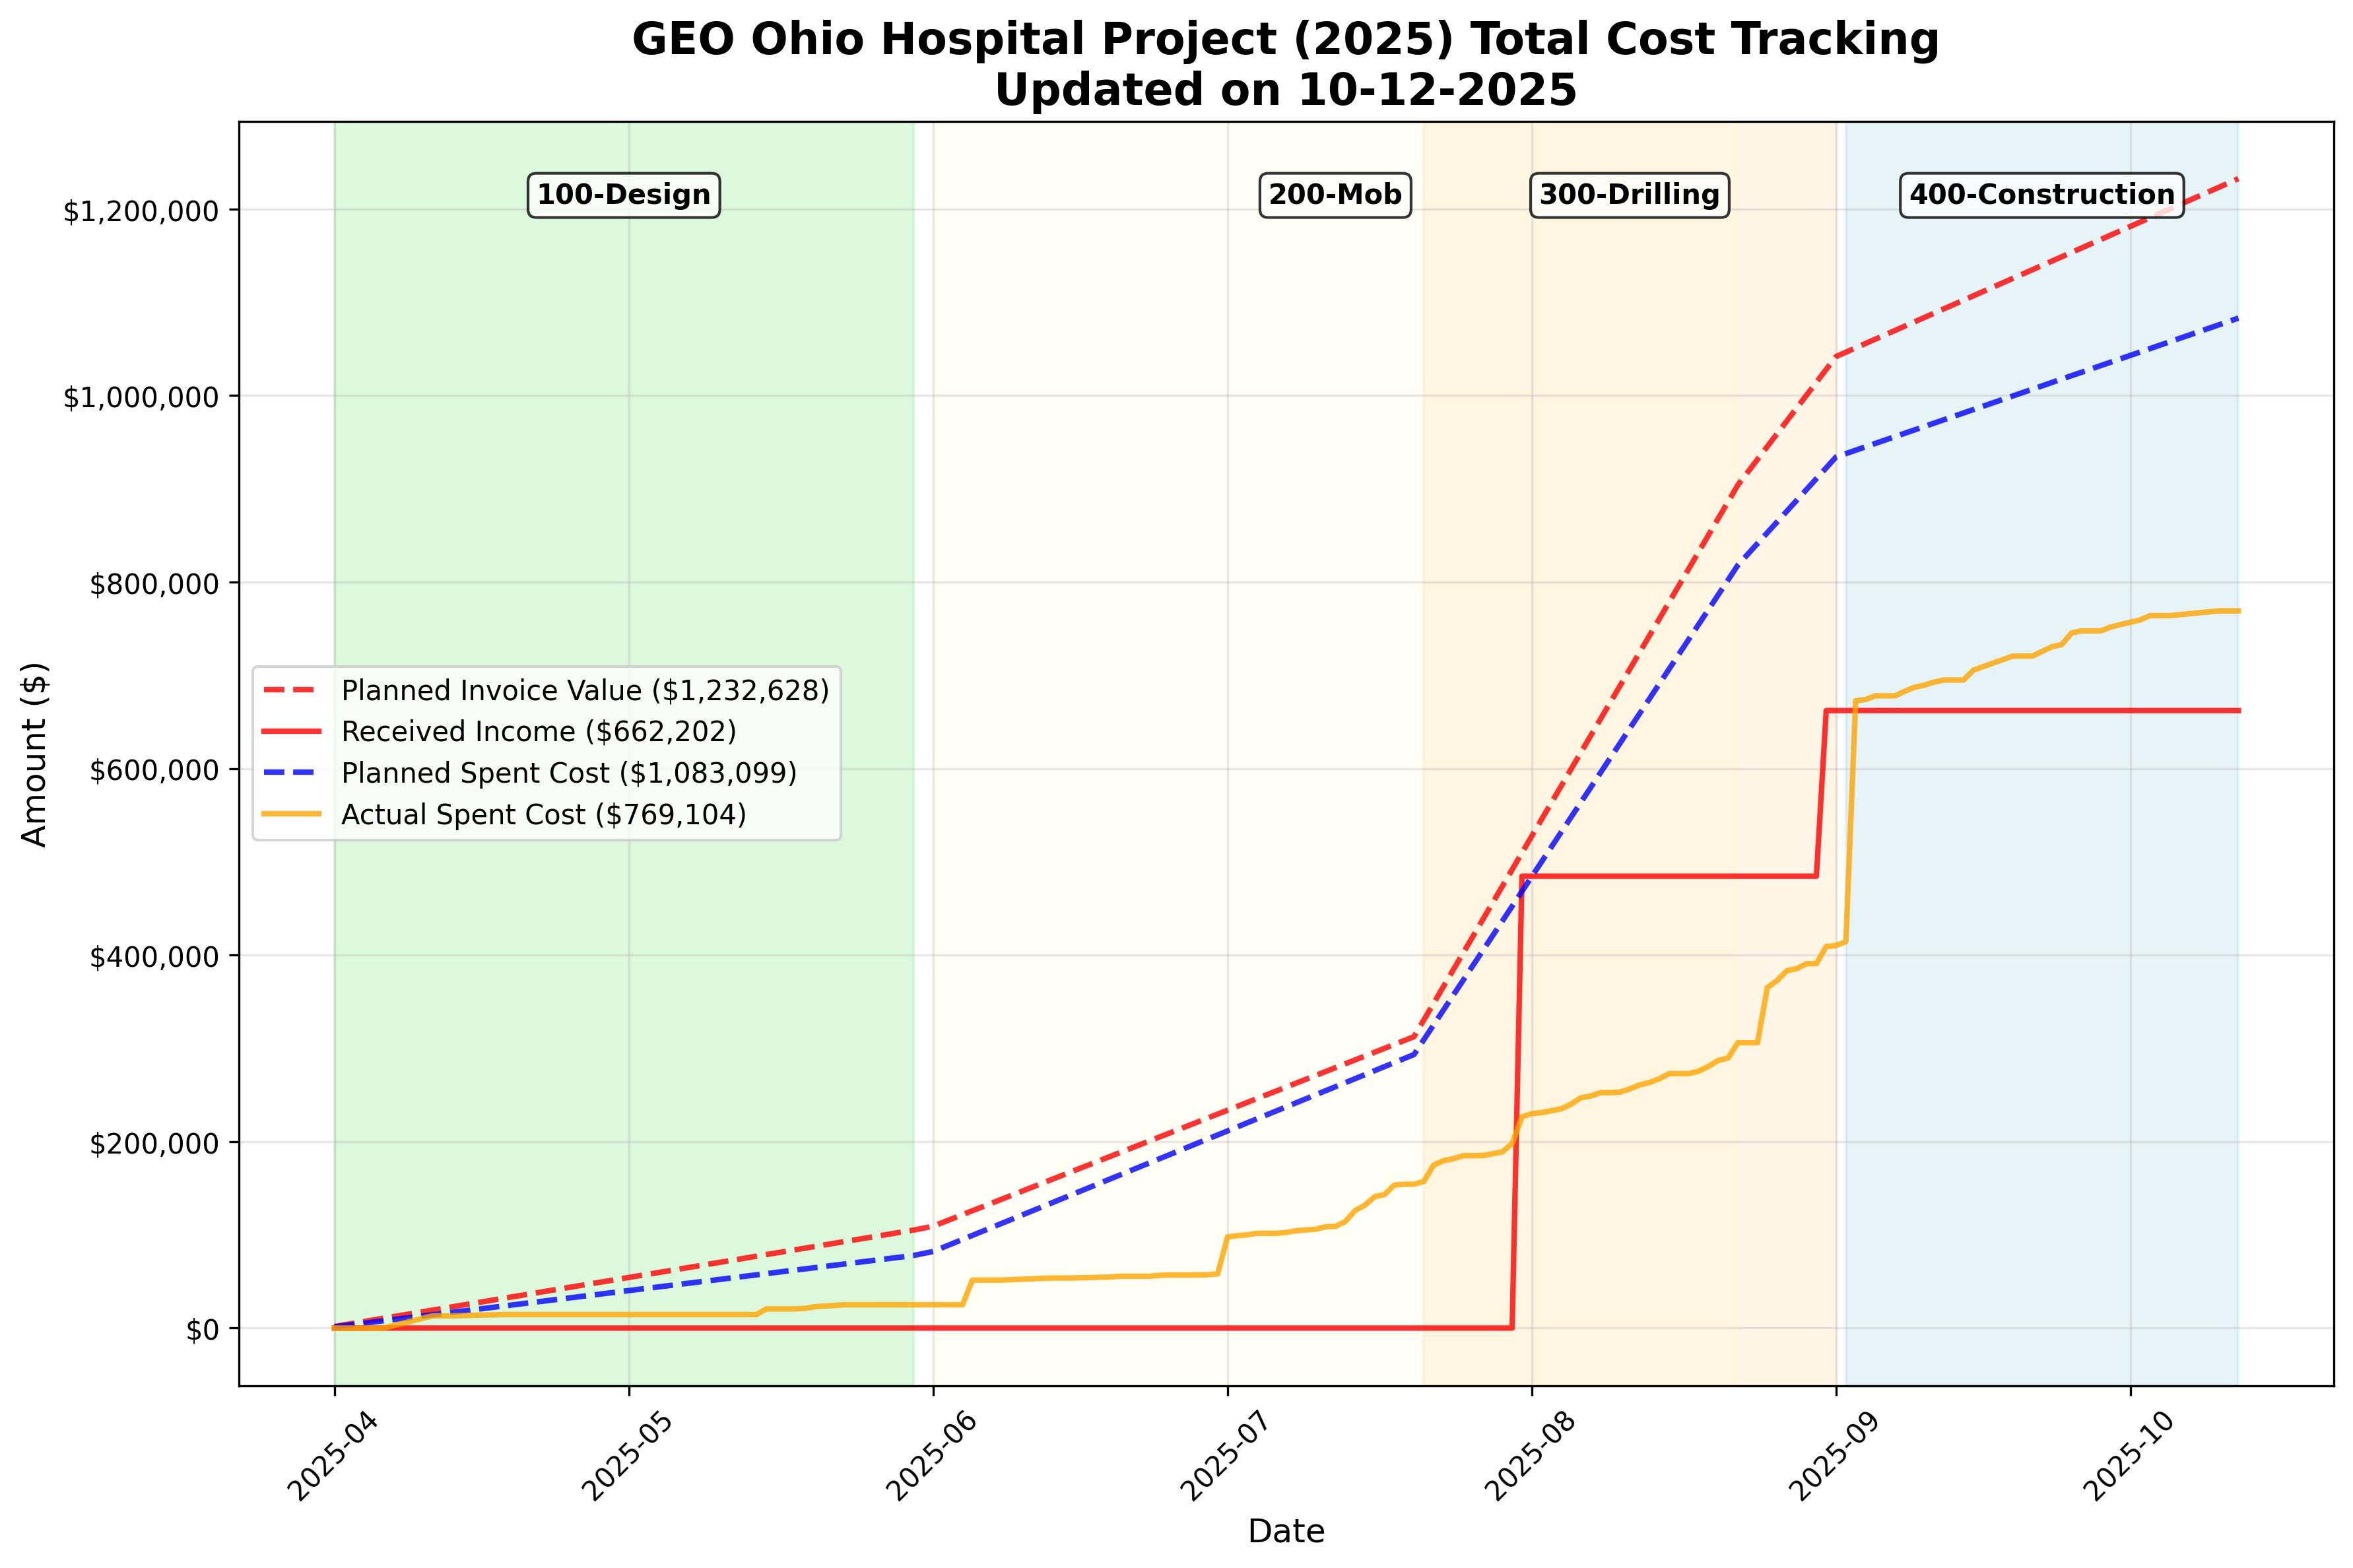 GEO Ohio Hospital Project (2025) Total Cost Tracking
Updated on 10-12-2025
100-Design
200-Mob
300-Drilling
400-Construction
$1,200,000
$1,000,000
$800,000
$600,000
$400,000
$200,000
$0
Amount ($)
Planned Invoice Value ($1,232,628)
Received Income ($662,202)
Planned Spent Cost ($1,083,099)
Actual Spent Cost ($769,104)
2025-04
2025-05
2025-06
2025-07
2025-08
2025-09
2025-10
Date